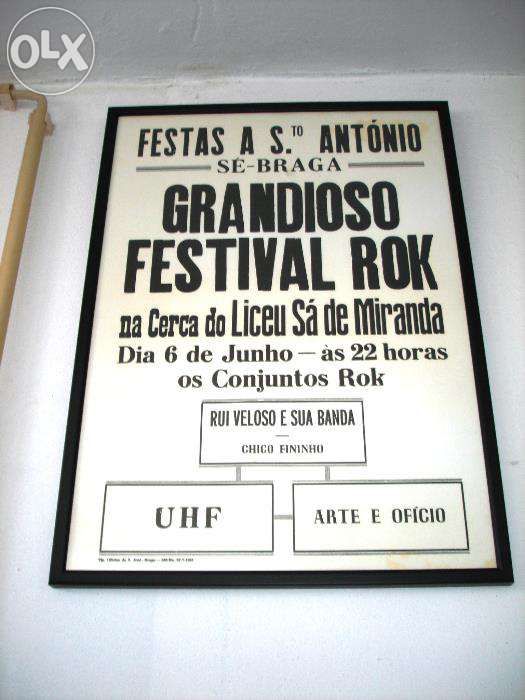 OLX
FESTAS A S.TO ANTÓNIO
SÉ-BRAGA
GRANDIOSO
FESTIVAL ROK
na Cerca do Liceu Sá de Miranda
Dia 6 de Junho — às 22 horas
os Conjuntos Rok
RUI VELOSO E SUA BANDA
—
CHICO FININHO
UHF
ARTE E OFÍCIO